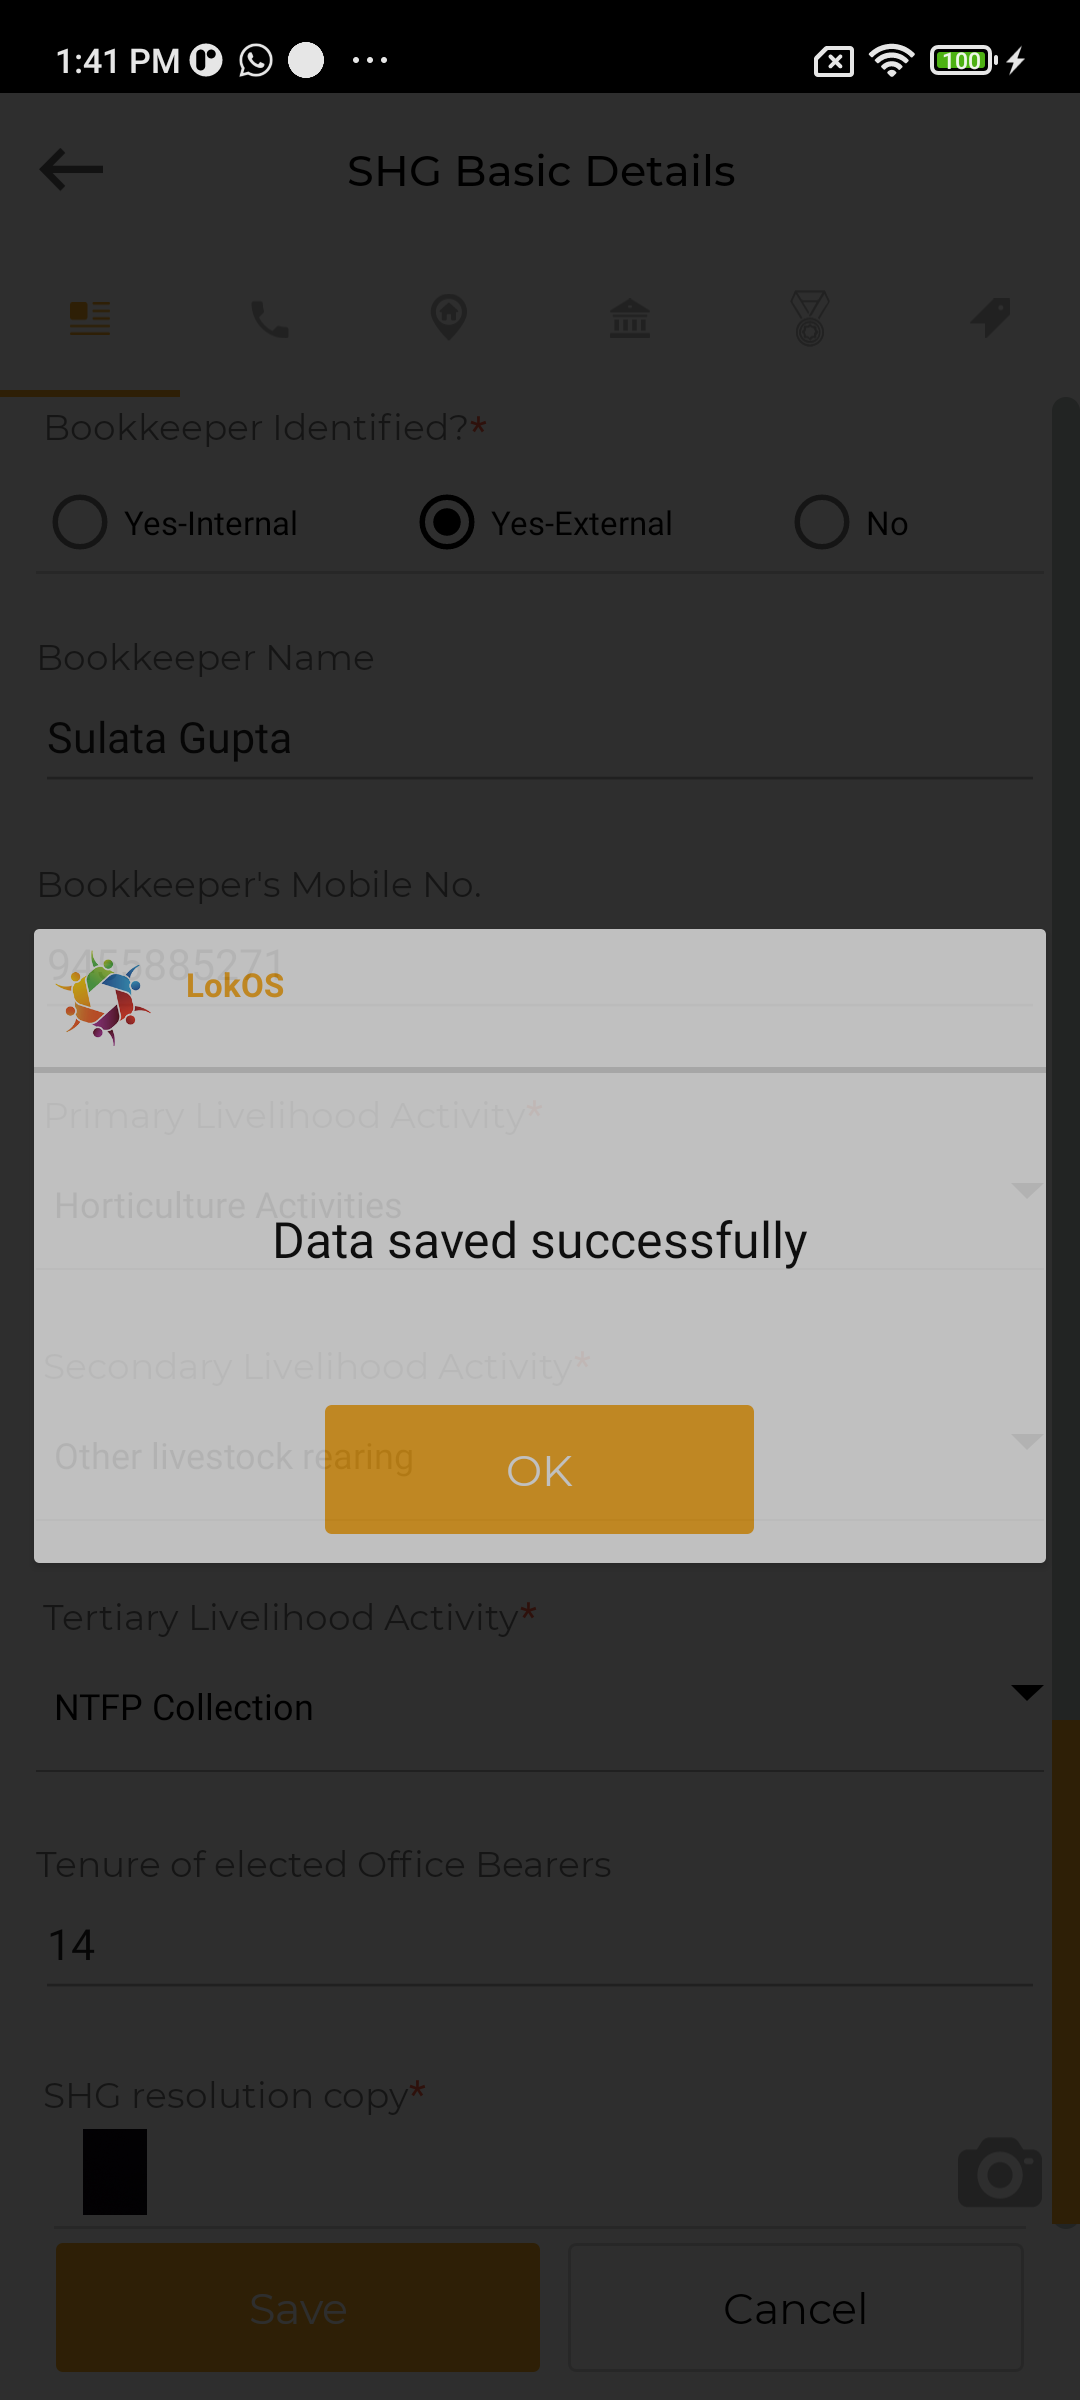 1:41 PM
100
SHG Basic Details
Bookkeeper Identified?*
Yes-Internal Yes-External No
Bookkeeper Name
Sulata Gupta
Bookkeeper's Mobile No.
9455885271
LokOS
Primary Livelihood Activity*
Horticulture Activities
Data saved successfully
Secondary Livelihood Activity*
Other livestock rearing
OK
Tertiary Livelihood Activity*
NTFP Collection
Tenure of elected Office Bearers
14
SHG resolution copy*
Save Cancel